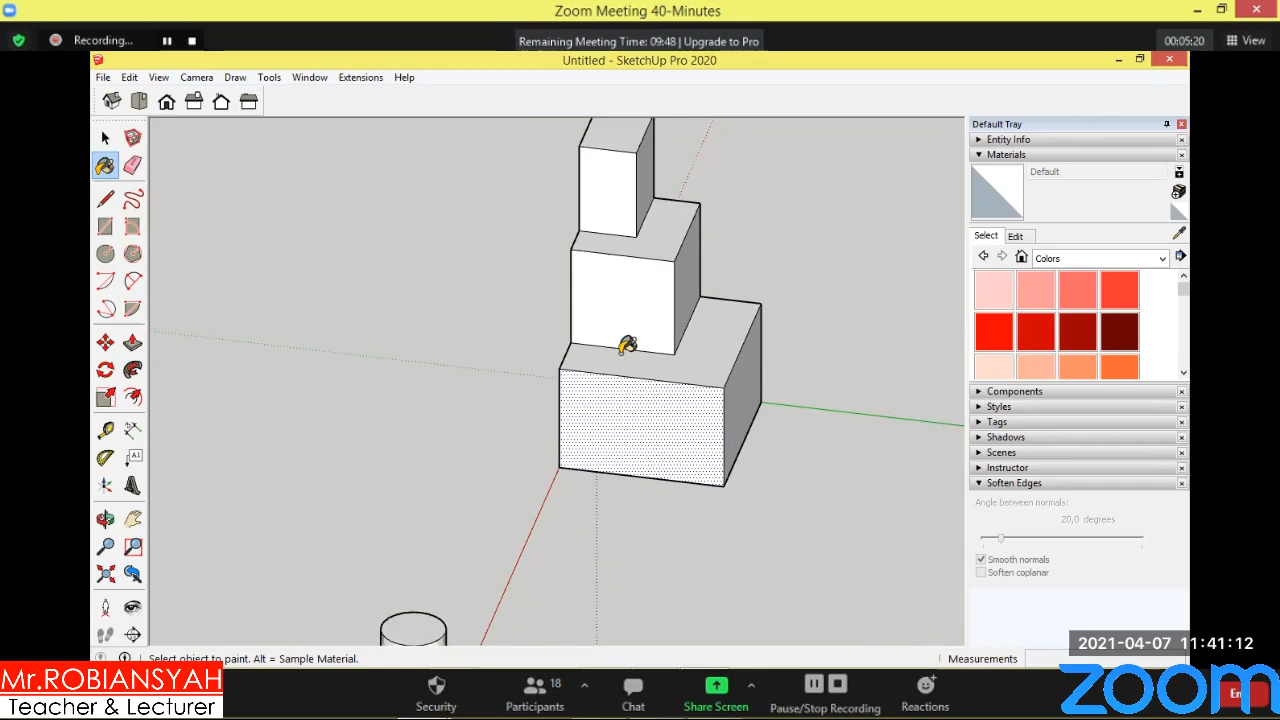 Zoom Meeting 40-Minutes
Recording...
Remaining Meeting Time: 09:48 | Upgrade to Pro
00:05:20
View
Untitled - SketchUp Pro 2020
File Edit View Camera Draw Tools Window Extensions Help
Default Tray
Entity Info
Materials
Default
Select Edit
Colors
A1
Components
Styles
Tags
Shadows
Scenes
Instructor
Soften Edges
Angle between normals:
20,0 degrees
Smooth normals
Soften coplanar
2021-04-07 11:41:12
Select object to paint. Alt = Sample Material.
Measurements
Mr.ROBIANSYAH
Teacher & Lecturer
Security
Participants
18
Chat
Share Screen
Pause/Stop Recording
Reactions
zoom